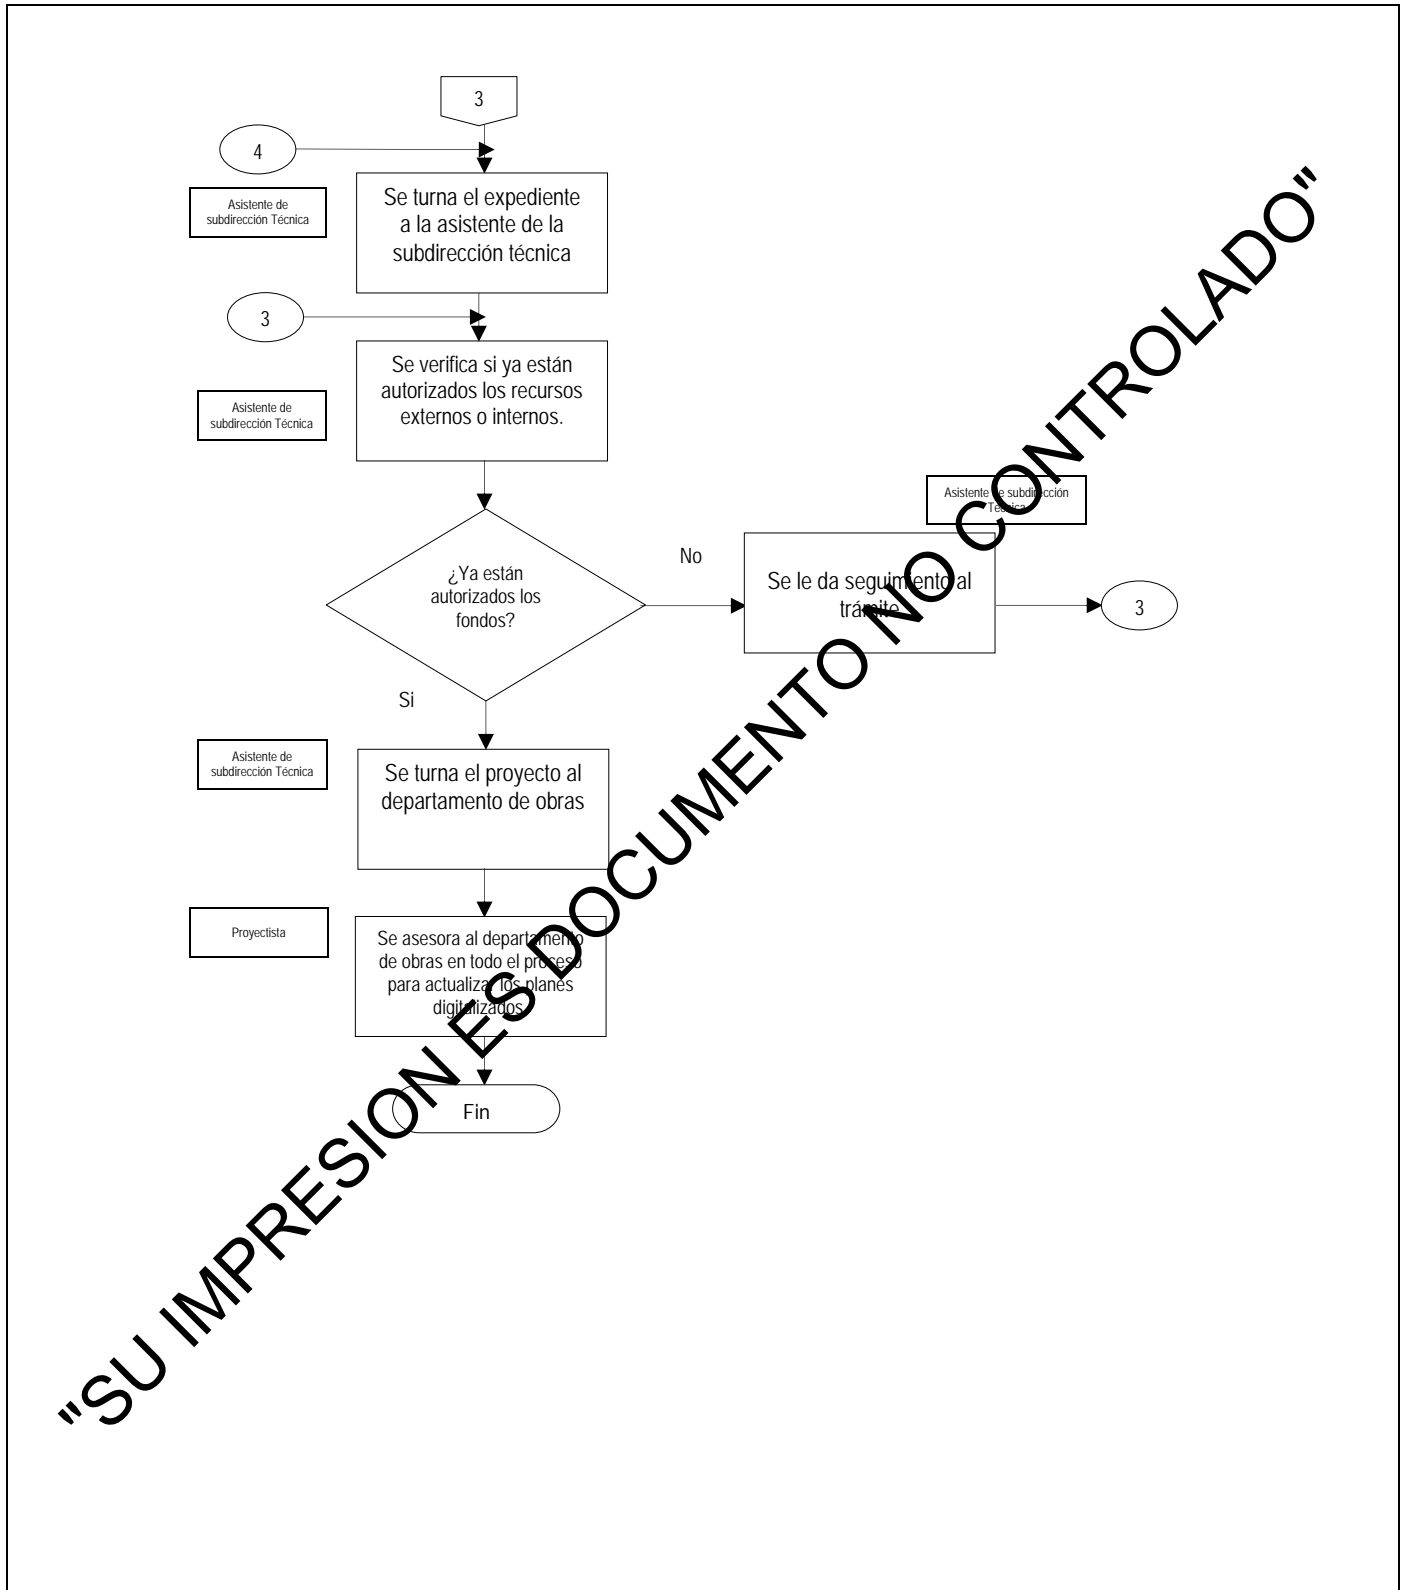 3
4
Asistente de
subdirección Técnica
Se turna el expediente
a la asistente de la
subdirección técnica
3
Se verifica si ya están
autorizados los recursos
externos o internos.
Asistente de
subdirección Técnica
Asistente de subdirección
Técnica
¿Ya están
autorizados los
fondos?
No
Se le da seguimiento al
trámite
3
Si
Asistente de
subdirección Técnica
Se turna el proyecto al
departamento de obras
Proyectista
Se asesora al departamento
de obras en todo el proceso
para actualizar los planes
digitalizados
Fin
"SU IMPRESION ES DOCUMENTO NO CONTROLADO"